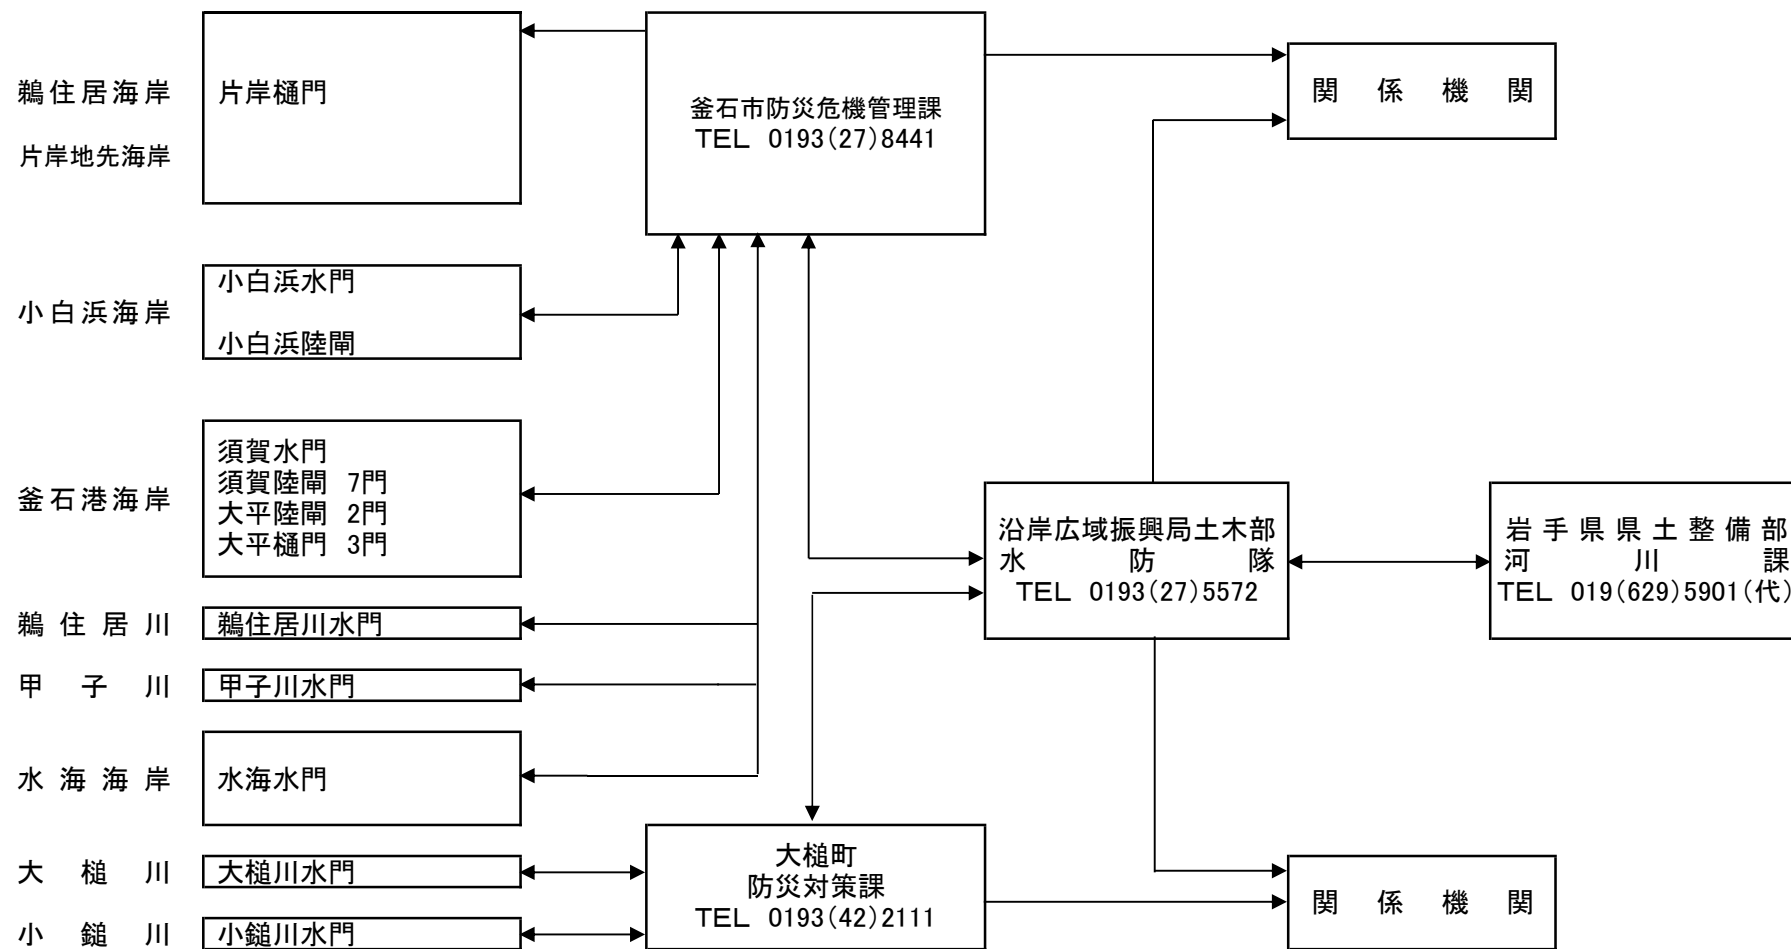 鵜住居海岸
片岸地先海岸
片岸樋門
釜石市防災危機管理課
TEL 0193(27)8441
関係機関
小白浜海岸
小白浜水門
小白浜陸閘
釜石港海岸
須賀水門
須賀陸閘 7門
大平陸閘 2門
大平樋門 3門
沿岸広域振興局土木部
水防隊
TEL 0193(27)5572
岩手県県土整備部
河川課
TEL 019(629)5901(代)
鵜住居川
鵜住居川水門
甲子川
甲子川水門
水海海岸
水海水門
大槌川
大槌川水門
大槌町
防災対策課
TEL 0193(42)2111
関係機関
小鎚川
小鎚川水門